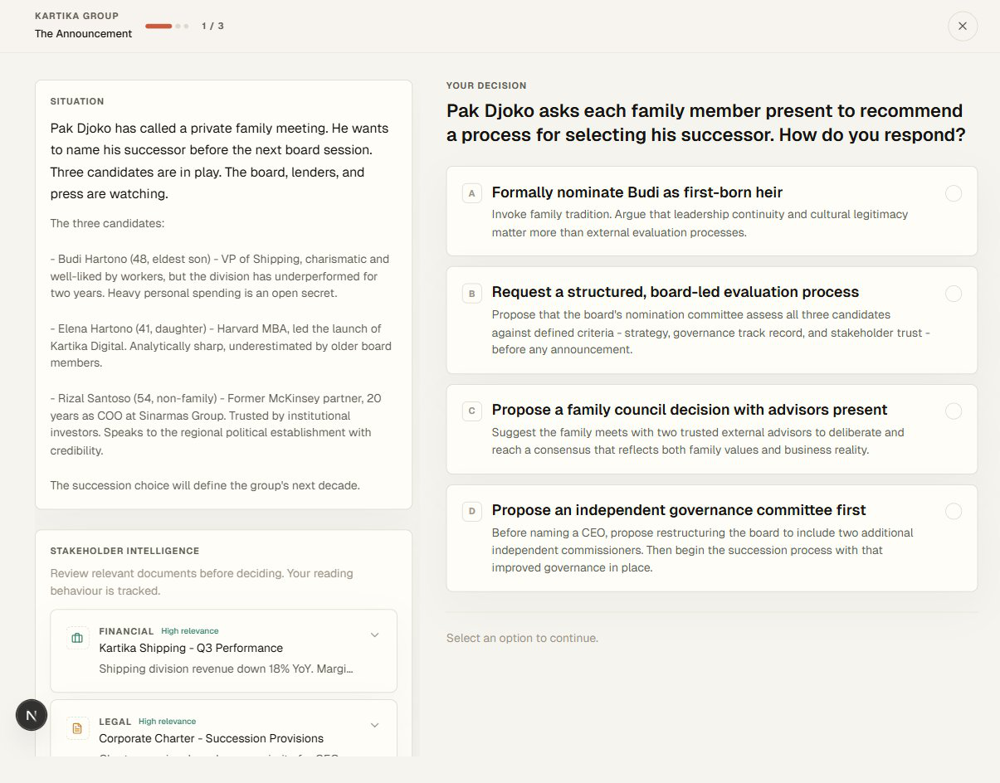 KARTIKA GROUP
The Announcement
1 / 3
SITUATION
Pak Djoko has called a private family meeting. He wants
to name his successor before the next board session.
Three candidates are in play. The board, lenders, and
press are watching.
The three candidates:
- Budi Hartono (48, eldest son) - VP of Shipping, charismatic and
well-liked by workers, but the division has underperformed for
two years. Heavy personal spending is an open secret.
- Elena Hartono (41, daughter) - Harvard MBA, led the launch of
Kartika Digital. Analytically sharp, underestimated by older board
members.
- Rizal Santoso (54, non-family) - Former McKinsey partner, 20
years as COO at Sinarmas Group. Trusted by institutional
investors. Speaks to the regional political establishment with
credibility.
The succession choice will define the group's next decade.
STAKEHOLDER INTELLIGENCE
Review relevant documents before deciding. Your reading
behaviour is tracked.
FINANCIAL High relevance
Kartika Shipping - Q3 Performance
Shipping division revenue down 18% YoY. Margi...
LEGAL High relevance
Corporate Charter - Succession Provisions
N
YOUR DECISION
Pak Djoko asks each family member present to recommend
a process for selecting his successor. How do you respond?
A Formally nominate Budi as first-born heir
Invoke family tradition. Argue that leadership continuity and cultural legitimacy
matter more than external evaluation processes.
B Request a structured, board-led evaluation process
Propose that the board's nomination committee assess all three candidates
against defined criteria - strategy, governance track record, and stakeholder trust -
before any announcement.
C Propose a family council decision with advisors present
Suggest the family meets with two trusted external advisors to deliberate and
reach a consensus that reflects both family values and business reality.
D Propose an independent governance committee first
Before naming a CEO, propose restructuring the board to include two additional
independent commissioners. Then begin the succession process with that
improved governance in place.
Select an option to continue.